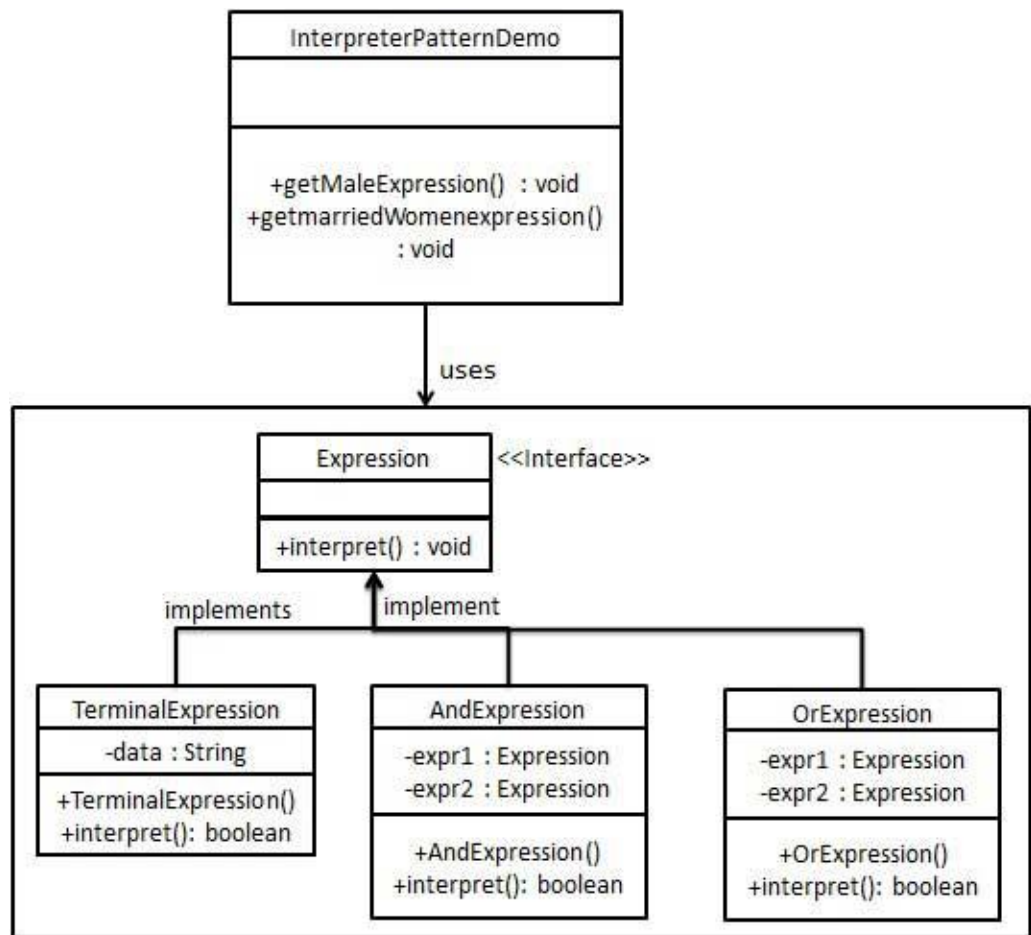 InterpreterPatternDemo
+getMaleExpression() : void
+getmarriedWomenexpression()
: void
uses
Expression
<<Interface>>
+interpret() : void
implements
implement
TerminalExpression
-data : String
+TerminalExpression()
+interpret(): boolean
AndExpression
-expr1 : Expression
-expr2 : Expression
+AndExpression()
+interpret(): boolean
OrExpression
-expr1 : Expression
-expr2 : Expression
+OrExpression()
+interpret(): boolean